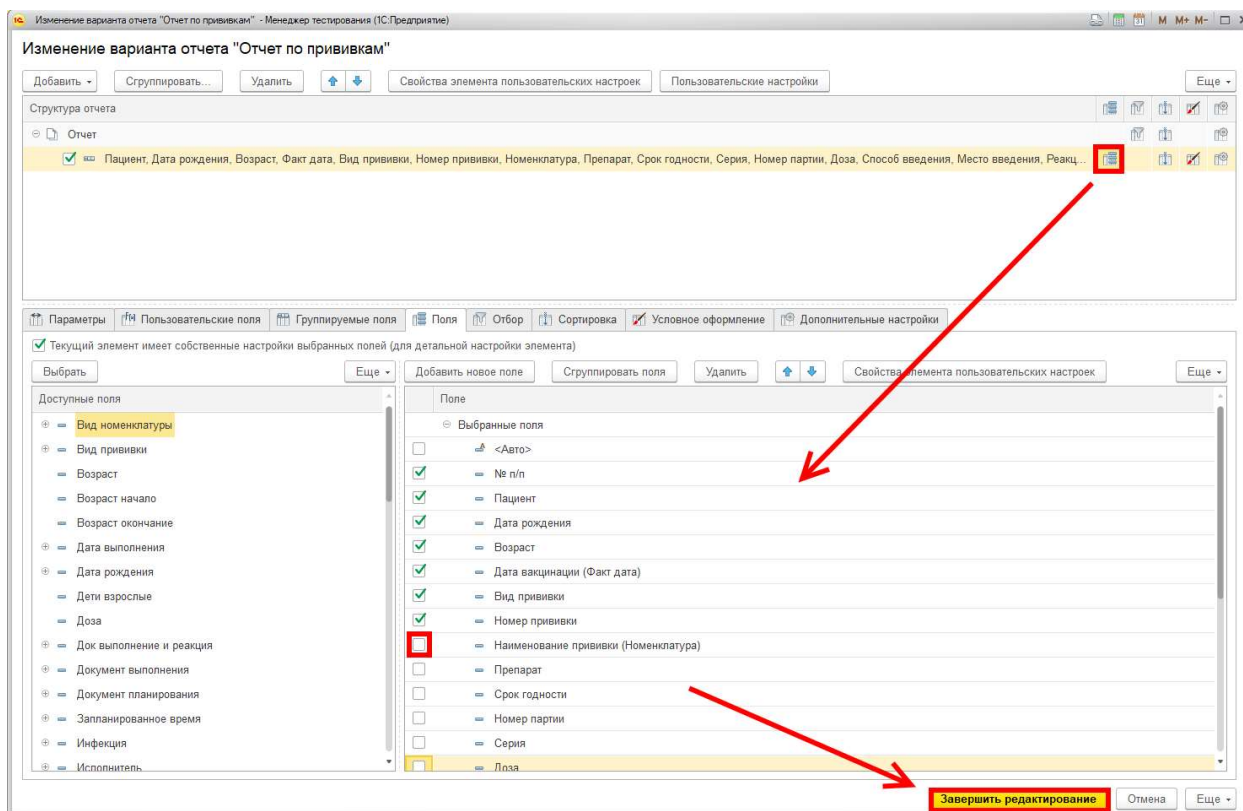 Изменение варианта отчета "Отчет по прививкам" - Менеджер тестирования (1С:Предприятие) M M+ M-
Изменение варианта отчета "Отчет по прививкам"
Добавить Сгруппировать... Удалить Свойства элемента пользовательских настроек Пользовательские настройки Еще
Структура отчета
Отчет
Пациент, Дата рождения, Возраст, Факт дата, Вид прививки, Номер прививки, Номенклатура, Препарат, Срок годности, Серия, Номер партии, Доза, Способ введения, Место введения, Реакц...
Параметры Пользовательские поля Группируемые поля Поля Отбор Сортировка Условное оформление Дополнительные настройки
Текущий элемент имеет собственные настройки выбранных полей (для детальной настройки элемента)
Выбрать Еще Добавить новое поле Сгруппировать поля Удалить Свойства элемента пользовательских настроек Еще
Доступные поля Поле
Вид номенклатуры Выбранные поля
Вид прививки <Авто>
Возраст № п/п
Возраст начало Пациент
Возраст окончание Дата рождения
Дата выполнения Возраст
Дата рождения Дата вакцинации (Факт дата)
Дети взрослые Вид прививки
Доза Номер прививки
Док выполнение и реакция Наименование прививки (Номенклатура)
Документ выполнения Препарат
Документ планирования Срок годности
Запланированное время Номер партии
Инфекция Серия
Исполнитель Доза
Завершить редактирование Отмена Еще